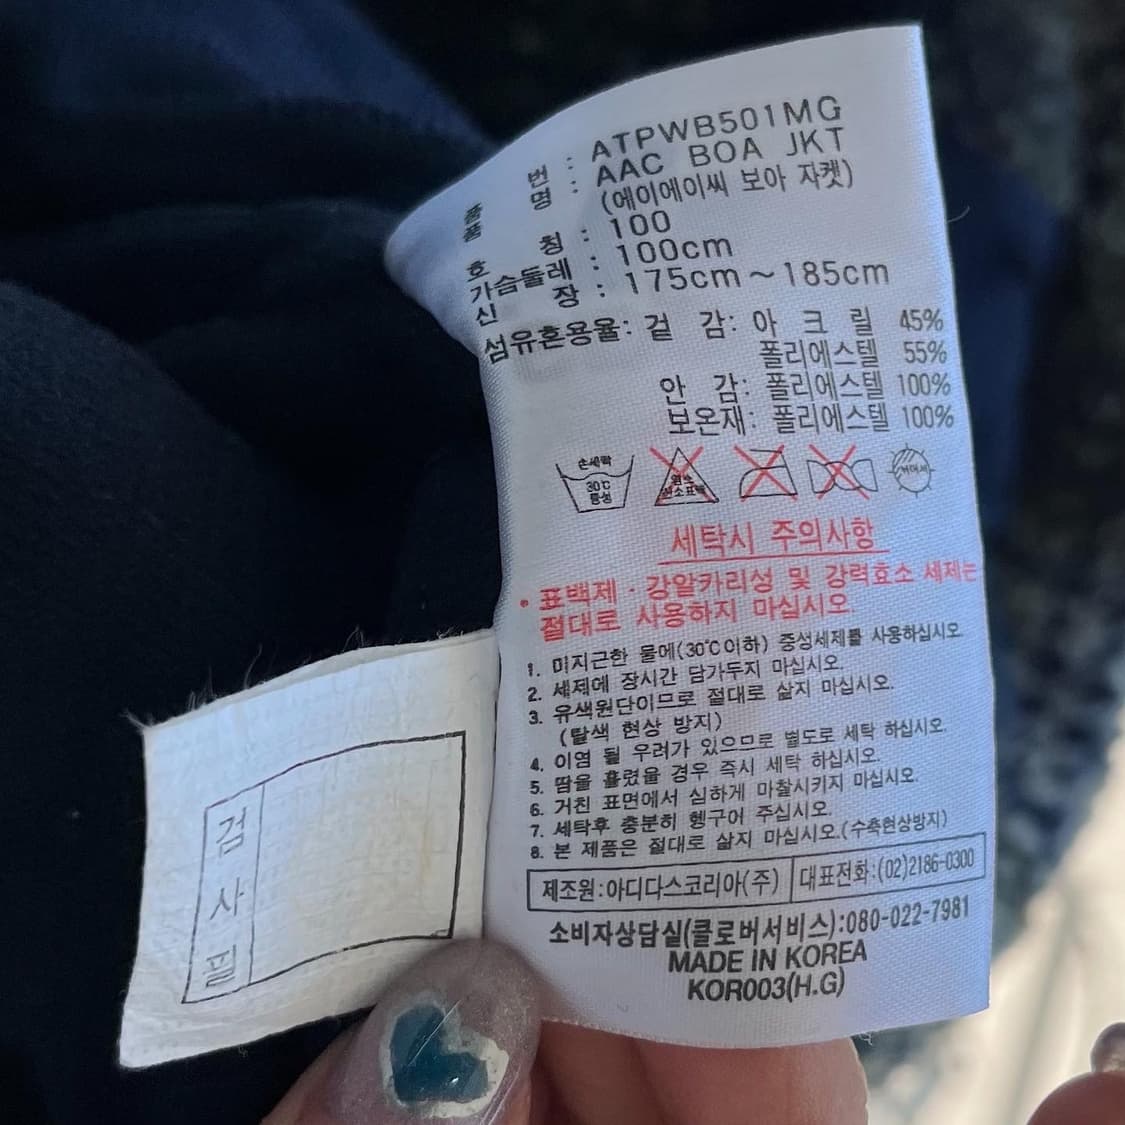 품 번 : ATPWB501MG
품 명 : AAC BOA JKT
(에이에이씨 보아 자켓)
호 칭 : 100
가슴둘레 : 100cm
신 장 : 175cm~185cm
섬유혼용율: 겉 감: 아 크 릴 45%
폴리에스텔 55%
안 감: 폴리에스텔 100%
보온재: 폴리에스텔 100%
손세탁
30℃
중성
염소
산소표백
세탁시 주의사항
• 표백제 · 강알카리성 및 강력효소 세제는
절대로 사용하지 마십시오.
1. 미지근한 물에(30℃이하) 중성세제를 사용하십시오.
2. 세제에 장시간 담가두지 마십시오.
3. 유색원단이므로 절대로 삶지 마십시오.
(탈색 현상 방지)
4. 이염 될 우려가 있으므로 별도로 세탁 하십시오.
5. 땀을 흘렸을 경우 즉시 세탁 하십시오.
6. 거친 표면에서 심하게 마찰시키지 마십시오.
7. 세탁후 충분히 헹구어 주십시오.
8. 본 제품은 절대로 삶지 마십시오.(수축현상방지)
제조원:아디다스코리아(주) 대표전화:(02)2186-0300
소비자상담실(클로버서비스):080-022-7981
MADE IN KOREA
KOR003(H.G)
검사필